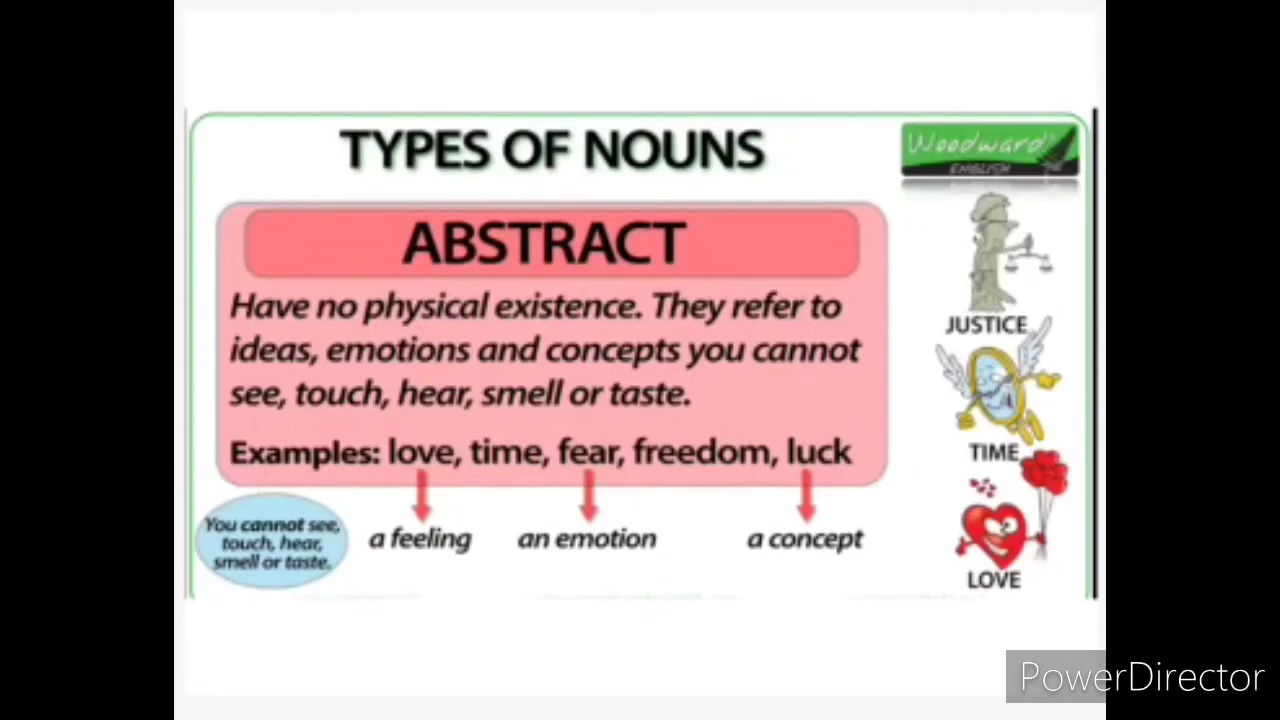 TYPES OF NOUNS
Woodward
ENGLISH
ABSTRACT
Have no physical existence. They refer to
ideas, emotions and concepts you cannot
see, touch, hear, smell or taste.
Examples: love, time, fear, freedom, luck
You cannot see,
touch, hear,
smell or taste.
a feeling
an emotion
a concept
JUSTICE
TIME
LOVE
PowerDirector